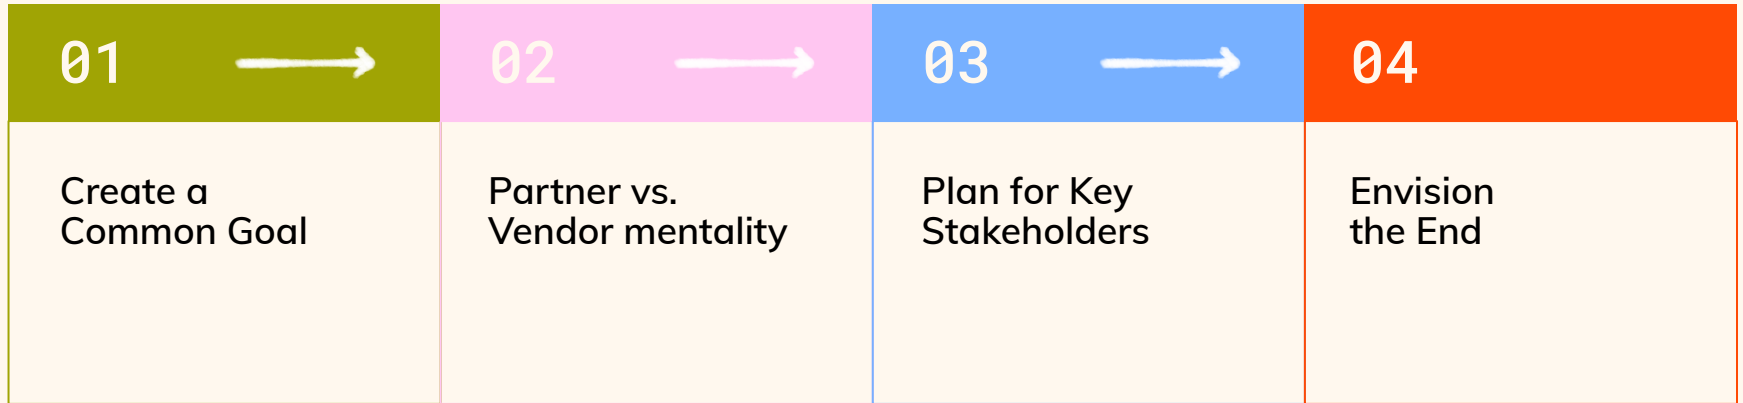 01
02
03
04
Create a
Common Goal
Partner vs.
Vendor mentality
Plan for Key
Stakeholders
Envision
the End